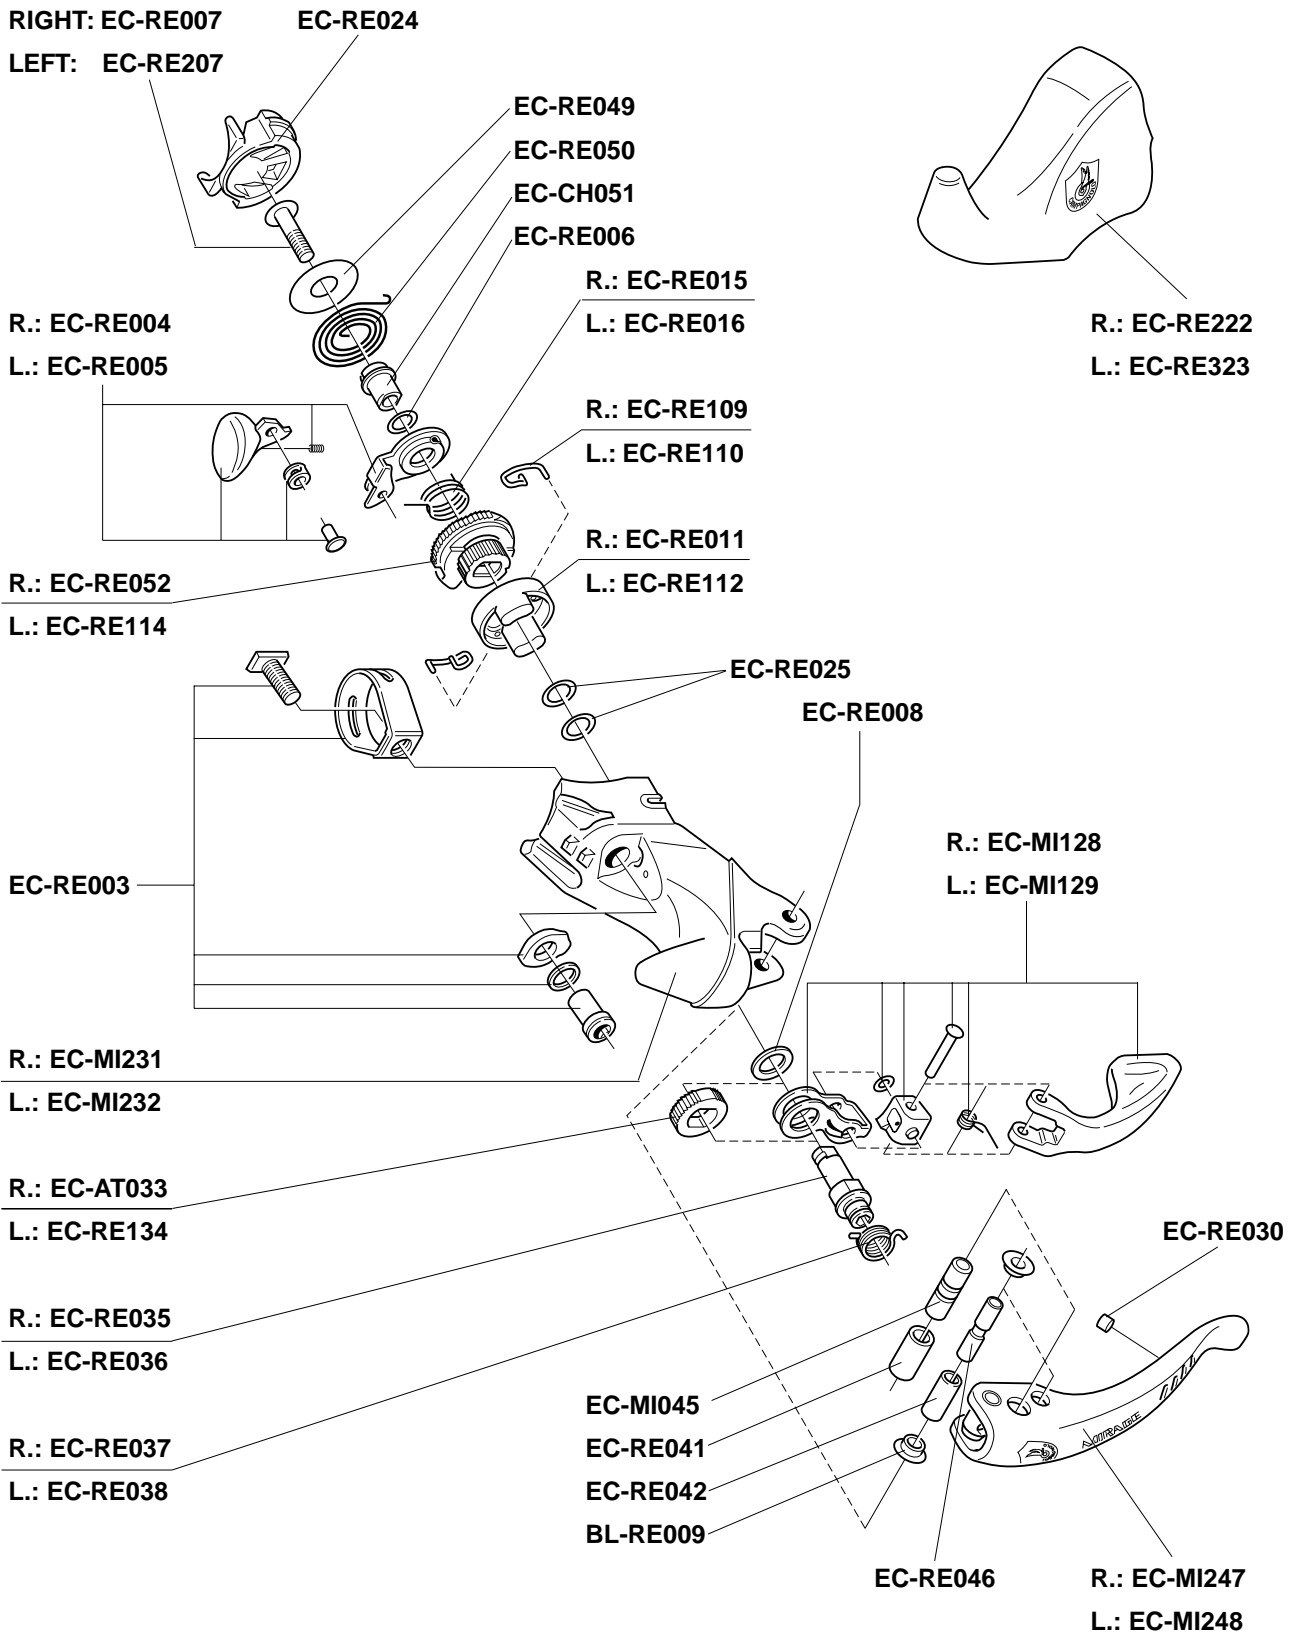 RIGHT: EC-RE007
LEFT: EC-RE207
EC-RE024
EC-RE049
EC-RE050
EC-CH051
EC-RE006
R.: EC-RE015
L.: EC-RE016
R.: EC-RE004
L.: EC-RE005
R.: EC-RE222
L.: EC-RE323
R.: EC-RE109
L.: EC-RE110
R.: EC-RE011
L.: EC-RE112
R.: EC-RE052
L.: EC-RE114
EC-RE025
EC-RE008
R.: EC-MI128
L.: EC-MI129
EC-RE003
R.: EC-MI231
L.: EC-MI232
R.: EC-AT033
L.: EC-RE134
EC-RE030
R.: EC-RE035
L.: EC-RE036
EC-MI045
EC-RE041
EC-RE042
BL-RE009
MIRAGE
R.: EC-RE037
L.: EC-RE038
EC-RE046
R.: EC-MI247
L.: EC-MI248